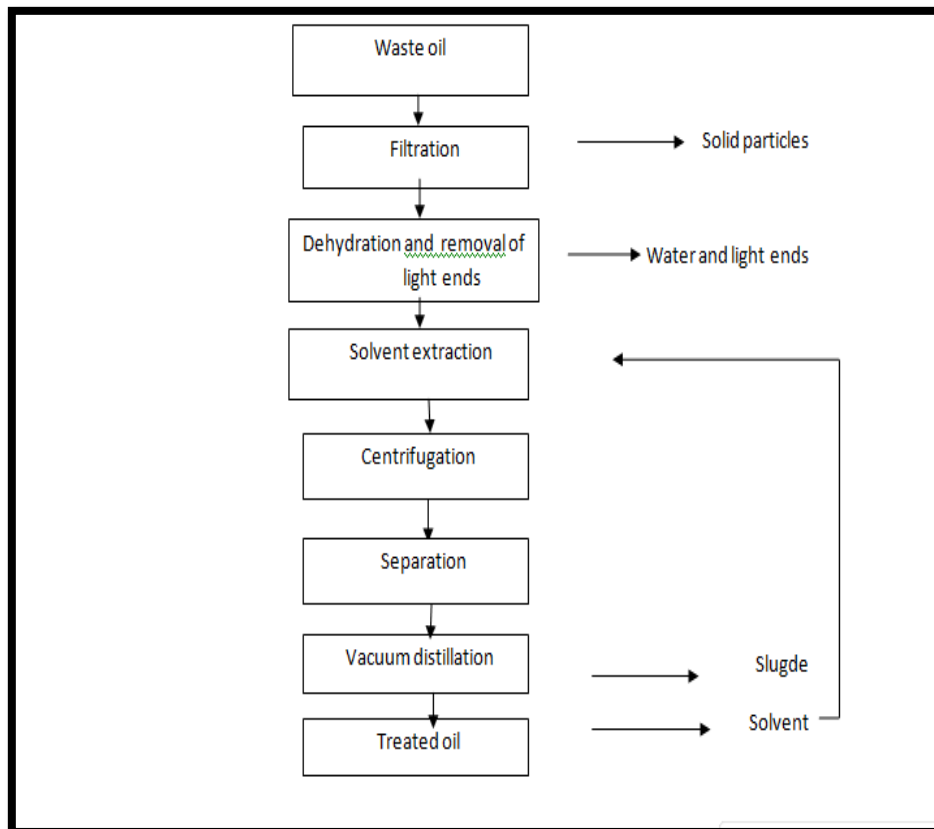 Waste oil
Filtration
Solid particles
Dehydration and removal of
light ends
Water and light ends
Solvent extraction
Centrifugation
Separation
Vacuum distillation
Slugde
Solvent
Treated oil